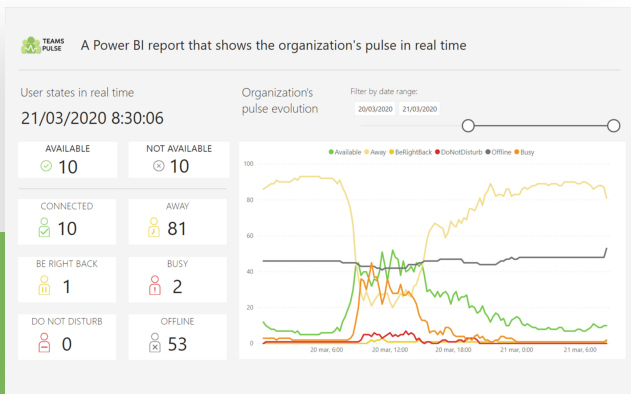 TEAMS
PULSE
A Power BI report that shows the organization's pulse in real time
User states in real time
21/03/2020 8:30:06
AVAILABLE
10
NOT AVAILABLE
10
CONNECTED
10
AWAY
81
BE RIGHT BACK
1
BUSY
2
DO NOT DISTURB
0
OFFLINE
53
Organization's
pulse evolution
Filter by date range:
20/03/2020 21/03/2020
Available Away BeRightBack DoNotDisturb Offline Busy
100
80
60
40
20
0
20 mar, 6:00 20 mar, 12:00 20 mar, 18:00 21 mar, 0:00 21 mar, 6:00